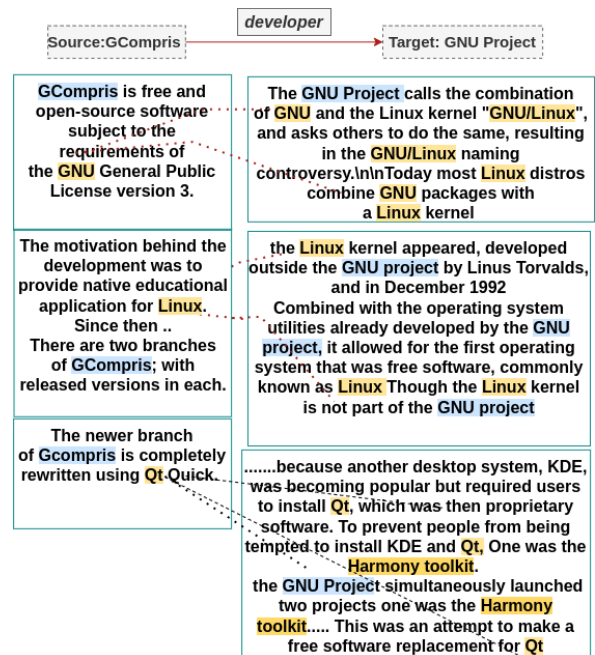 developer
Source:GCompris
Target: GNU Project
GCompris is free and
open-source software
subject to the
requirements of
the GNU General Public
License version 3.
The GNU Project calls the combination
of GNU and the Linux kernel "GNU/Linux",
and asks others to do the same, resulting
in the GNU/Linux naming
controversy.\n\nToday most Linux distros
combine GNU packages with
a Linux kernel
The motivation behind the
development was to
provide native educational
application for Linux.
Since then ..
There are two branches
of GCompris; with
released versions in each.
the Linux kernel appeared, developed
outside the GNU project by Linus Torvalds,
and in December 1992
Combined with the operating system
utilities already developed by the GNU
project, it allowed for the first operating
system that was free software, commonly
known as Linux Though the Linux kernel
is not part of the GNU project
The newer branch
of Gcompris is completely
rewritten using Qt Quick.
.......because another desktop system, KDE,
was becoming popular but required users
to install Qt, which was then proprietary
software. To prevent people from being
tempted to install KDE and Qt, One was the
Harmony toolkit.
the GNU Project simultaneously launched
two projects one was the Harmony
toolkit..... This was an attempt to make a
free software replacement for Qt